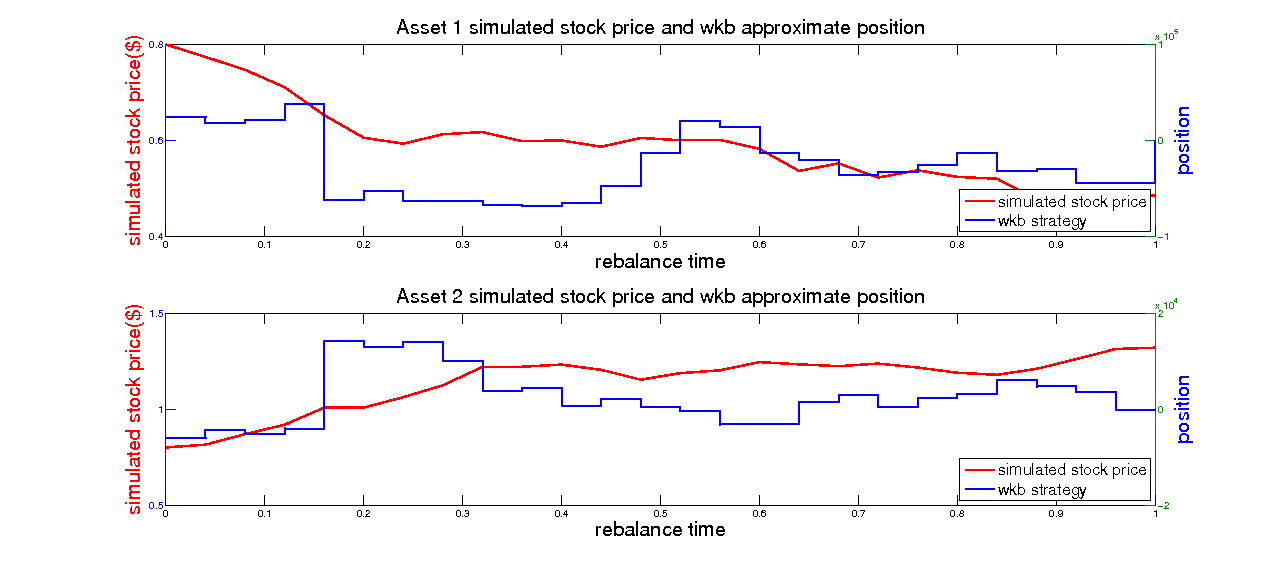 Asset 1 simulated stock price and wkb approximate position
x 10^5
simulated stock price($)
0.8
0.6
0.4
1
0
-1
position
simulated stock price
wkb strategy
0 0.1 0.2 0.3 0.4 0.5 0.6 0.7 0.8 0.9 1
rebalance time
Asset 2 simulated stock price and wkb approximate position
x 10^4
simulated stock price($)
1.5
1
0.5
2
0
-2
position
simulated stock price
wkb strategy
0 0.1 0.2 0.3 0.4 0.5 0.6 0.7 0.8 0.9 1
rebalance time